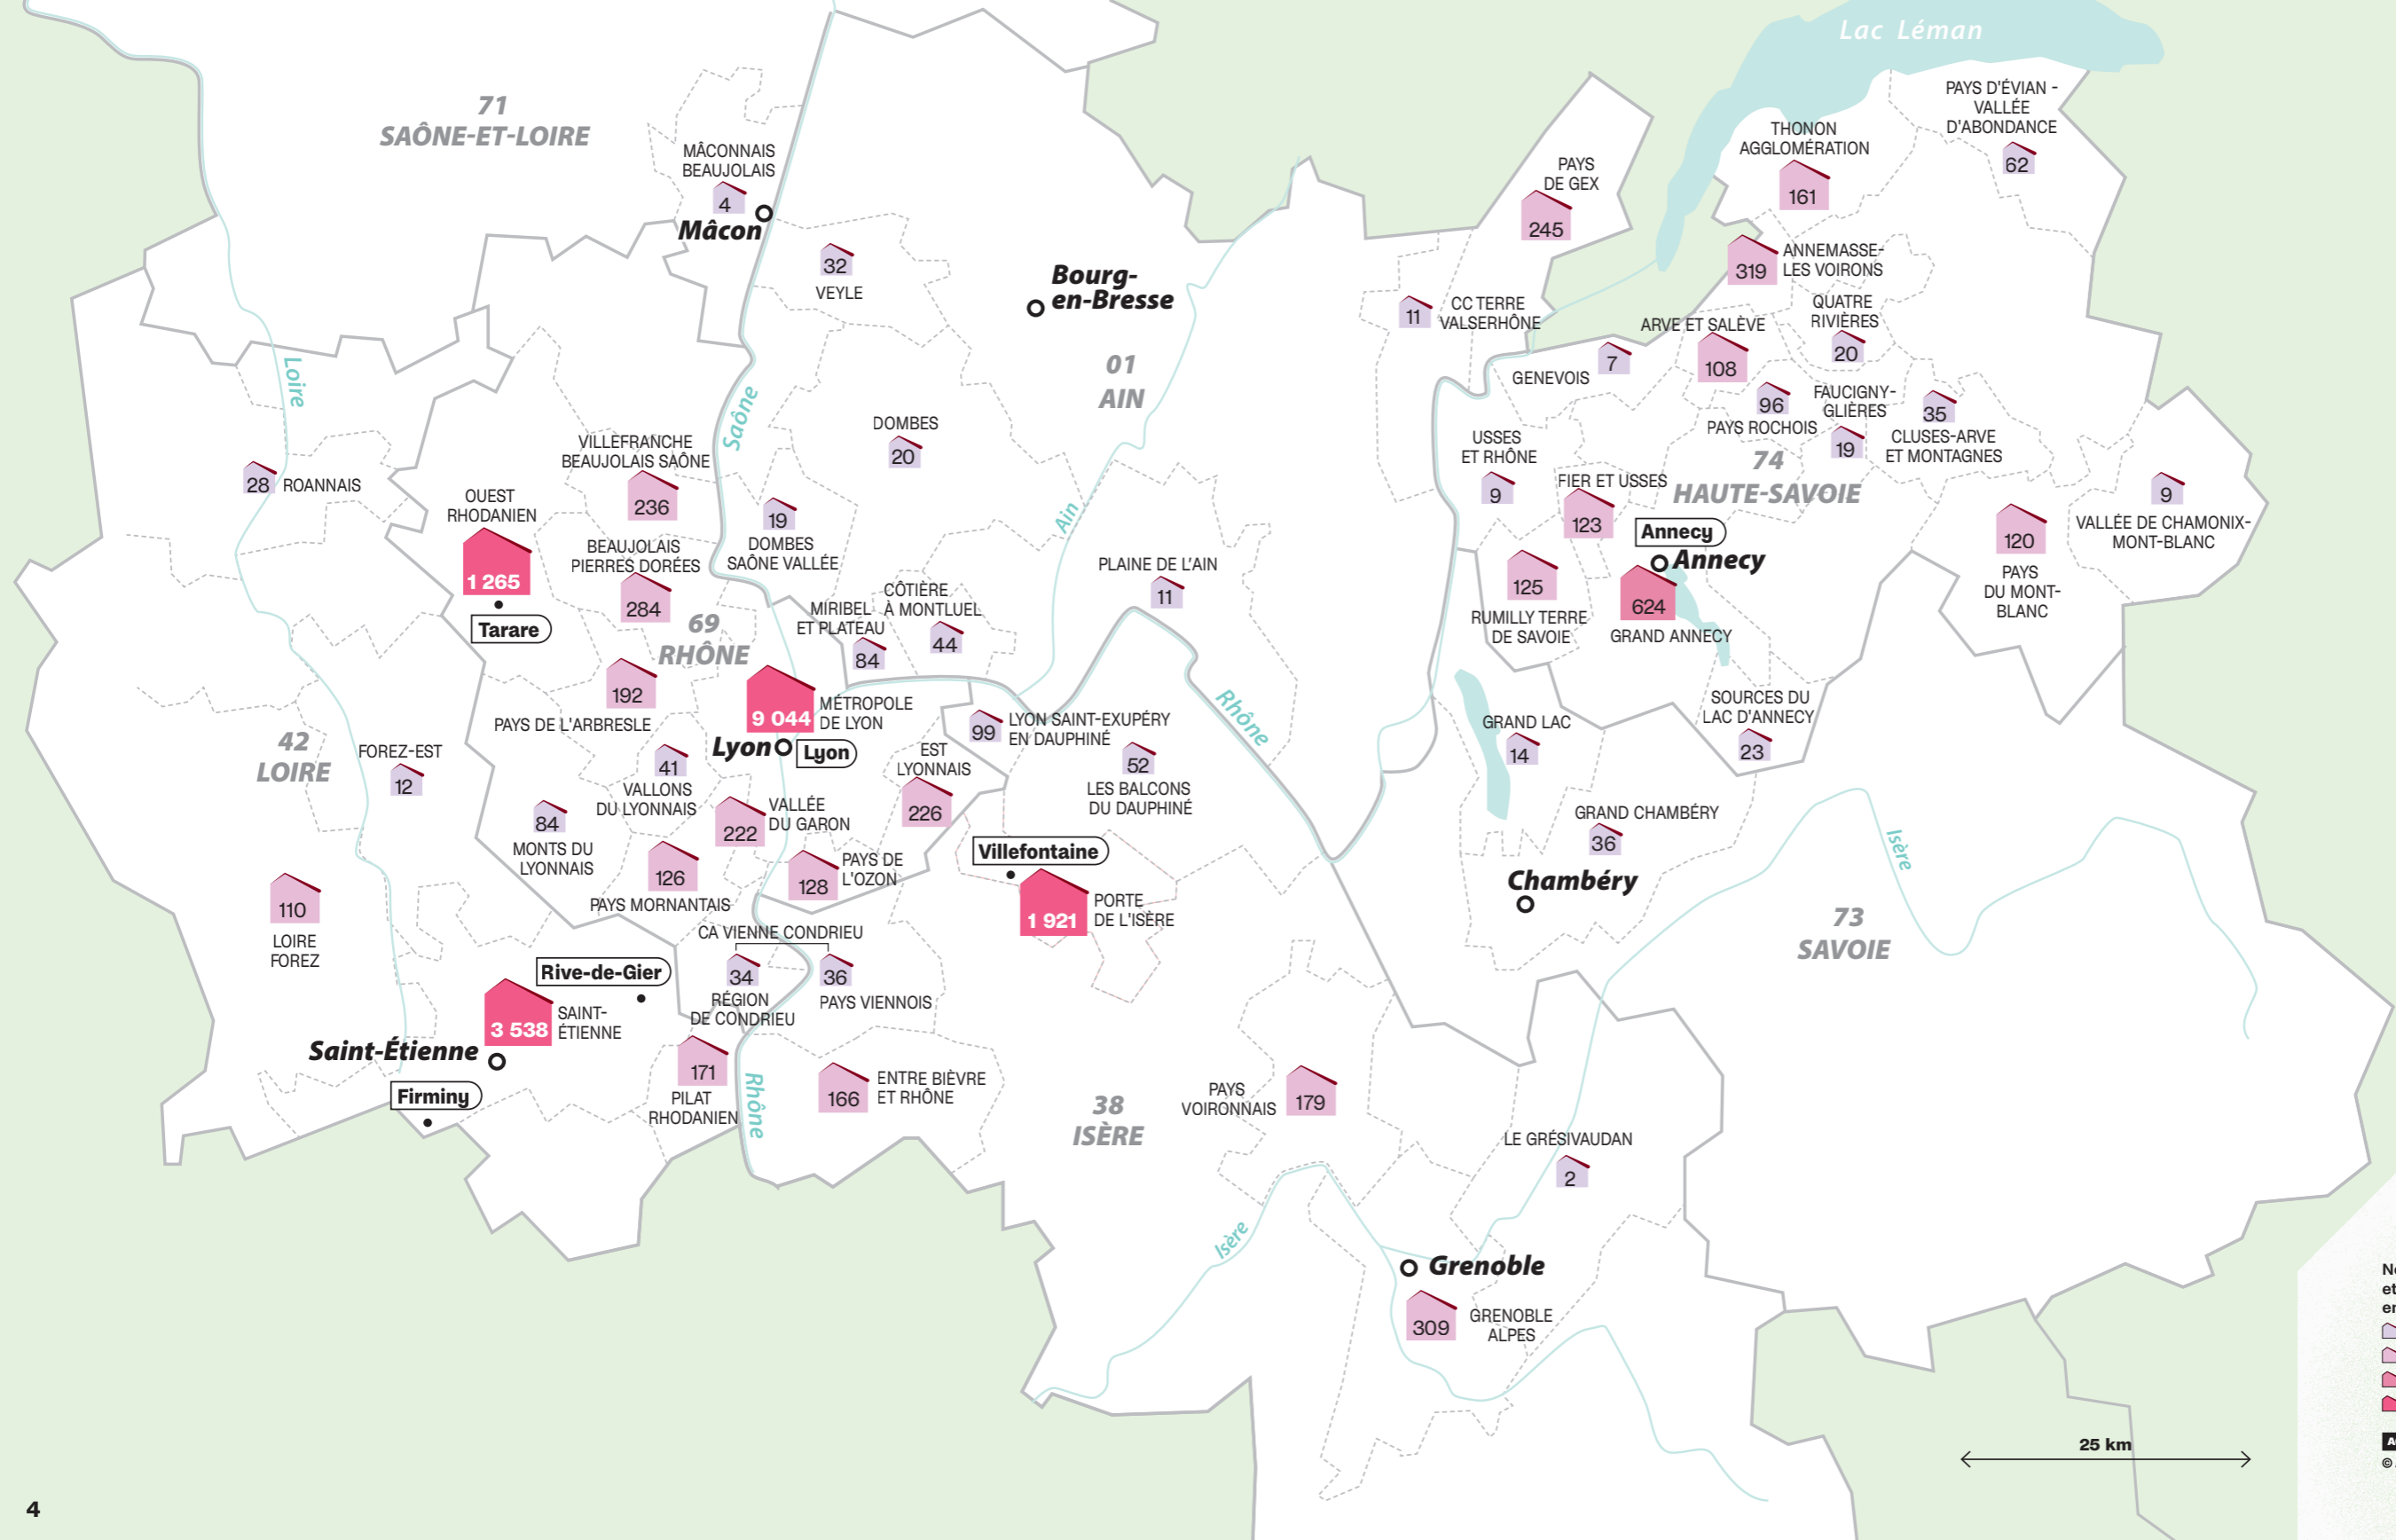 Lac Léman
71
SAÔNE-ET-LOIRE
MÂCONNAIS
BEAUJOLAIS
4
Mâcon
32
VEYLE
Bourg-
en-Bresse
01
AIN
PAYS
DE GEX
245
11
CC TERRE
VALSERHÔNE
THONON
AGGLOMÉRATION
161
PAYS D'ÉVIAN -
VALLÉE
D'ABONDANCE
62
319
ANNEMASSE-
LES VOIRONS
QUATRE
RIVIÈRES
20
ARVE ET SALÈVE
108
GENEVOIS
7
96
PAYS ROCHOIS
FAUCIGNY-
GLIÈRES
19
35
CLUSES-ARVE
ET MONTAGNES
74
HAUTE-SAVOIE
USSES
ET RHÔNE
9
FIER ET USSES
123
Annecy
Annecy
624
GRAND ANNECY
125
RUMILLY TERRE
DE SAVOIE
120
PAYS
DU MONT-
BLANC
9
VALLÉE DE CHAMONIX-
MONT-BLANC
SOURCES DU
LAC D'ANNECY
23
Loire
28
ROANNAIS
Saône
VILLEFRANCHE
BEAUJOLAIS SAÔNE
236
OUEST
RHODANIEN
1 265
Tarare
BEAUJOLAIS
PIERRES DORÉES
284
DOMBES
20
19
DOMBES
SAÔNE VALLÉE
Ain
PLAINE DE L'AIN
11
CÔTIÈRE
À MONTLUEL
44
MIRIBEL
ET PLATEAU
84
69
RHÔNE
192
PAYS DE L'ARBRESLE
9 044
MÉTROPOLE
DE LYON
Lyon
Lyon
99
LYON SAINT-EXUPÉRY
EN DAUPHINÉ
52
LES BALCONS
DU DAUPHINÉ
Rhône
GRAND LAC
14
42
LOIRE
FOREZ-EST
12
41
VALLONS
DU LYONNAIS
EST
LYONNAIS
226
84
MONTS DU
LYONNAIS
222
VALLÉE
DU GARON
126
PAYS MORNANTAIS
128
PAYS DE
L'OZON
Villefontaine
1 921
PORTE
DE L'ISÈRE
GRAND CHAMBÉRY
36
Chambéry
Isère
73
SAVOIE
110
LOIRE
FOREZ
CA VIENNE CONDRIEU
34
RÉGION
DE CONDRIEU
36
PAYS VIENNOIS
Rive-de-Gier
3 538
SAINT-
ÉTIENNE
Saint-Étienne
Firminy
171
PILAT
RHODANIEN
Rhône
166
ENTRE BIÈVRE
ET RHÔNE
38
ISÈRE
PAYS
VOIRONNAIS
179
LE GRÉSIVAUDAN
2
Isère
Grenoble
309
GRENOBLE
ALPES
25 km
4